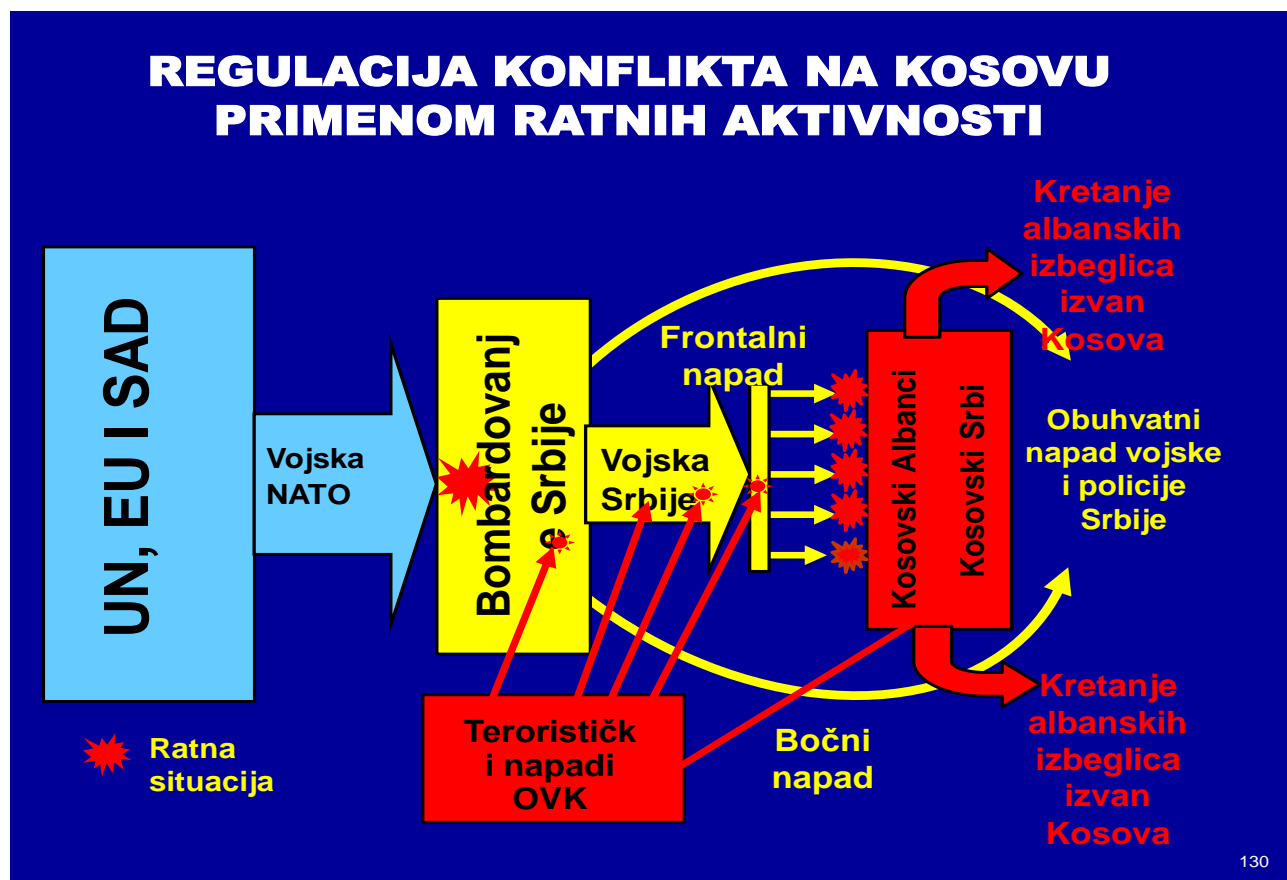 REGULACIJA KONFLIKTA NA KOSOVU
PRIMENOM RATNIH AKTIVNOSTI
UN, EU I SAD
Vojska
NATO
Bombardovanj
e Srbije
Vojska
Srbije
Frontalni
napad
Kosovski Albanci
Kosovski Srbi
Kretanje
albanskih
izbeglica
izvan
Kosova
Obuhvatni
napad vojske
i policije
Srbije
Kretanje
albanskih
izbeglica
izvan
Kosova
Bočni
napad
Terorističk
i napadi
OVK
Ratna
situacija
130